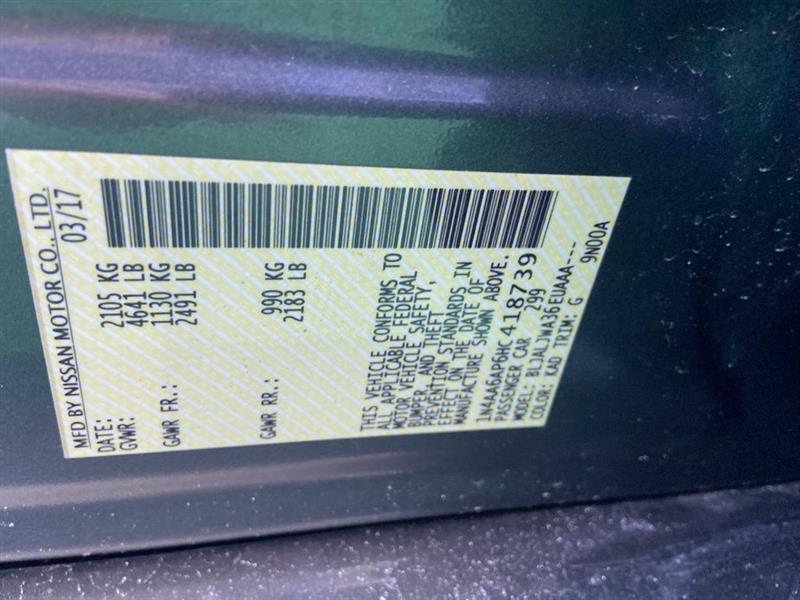 MFD BY NISSAN MOTOR CO., LTD.
DATE: 03/17
GVWR: 2105 KG
4641 LB
GAWR FR.: 1130 KG
2491 LB
GAWR RR.: 990 KG
2183 LB
THIS VEHICLE CONFORMS TO
ALL APPLICABLE FEDERAL
MOTOR VEHICLE SAFETY,
BUMPER, AND THEFT
PREVENTION STANDARDS IN
EFFECT ON THE DATE OF
MANUFACTURE SHOWN ABOVE.
1N4AA6AP6HC418739
PASSENGER CAR 299
MODEL: BLJALJWA36EUAAA----
COLOR: KAD TRIM: G 9N00A